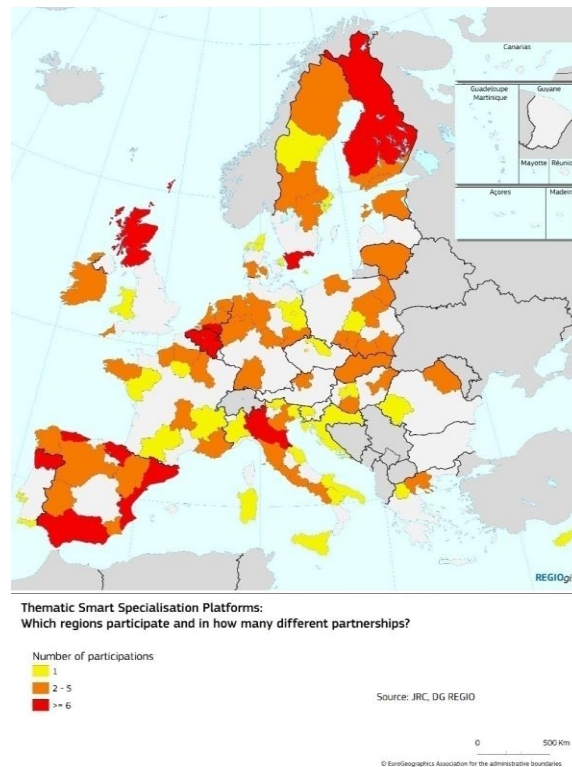 Canarias
Guadeloupe
Martinique
Guyane
Mayotte
Réunio
Açores
Madeir
REGIOgi
Thematic Smart Specialisation Platforms:
Which regions participate and in how many different partnerships?
Number of participations
1
2 - 5
>= 6
Source: JRC, DG REGIO
0 500 Km
© EuroGeographics Association for the administrative boundaries